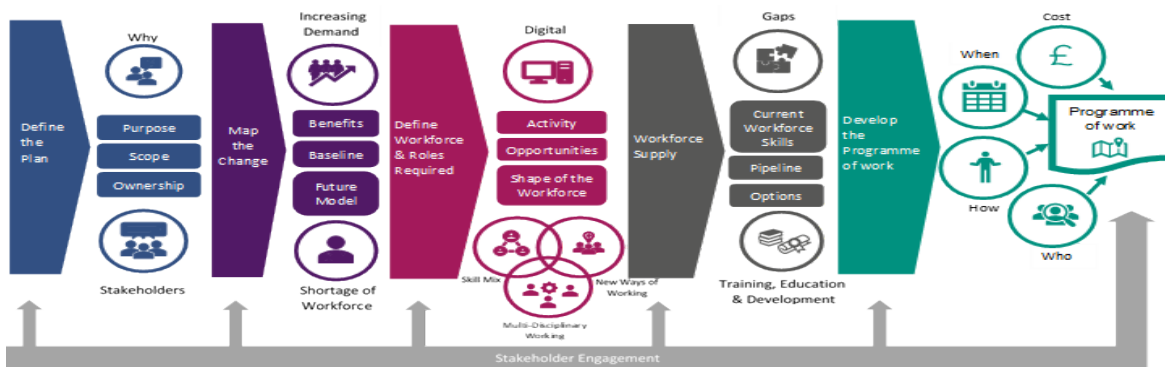 Define
the
Plan
Why
Purpose
Scope
Ownership
Stakeholders
Map
the
Change
Increasing
Demand
Benefits
Baseline
Future
Model
Shortage of
Workforce
Define
Workforce
& Roles
Required
Digital
Activity
Opportunities
Shape of the
Workforce
Skill Mix
New Ways of
Working
Multi-Disciplinary
Working
Workforce
Supply
Gaps
Current
Workforce
Skills
Pipeline
Options
Training, Education
& Development
Develop
the
Programme
of work
Cost
£
When
How
Who
Programme
of work
Stakeholder Engagement